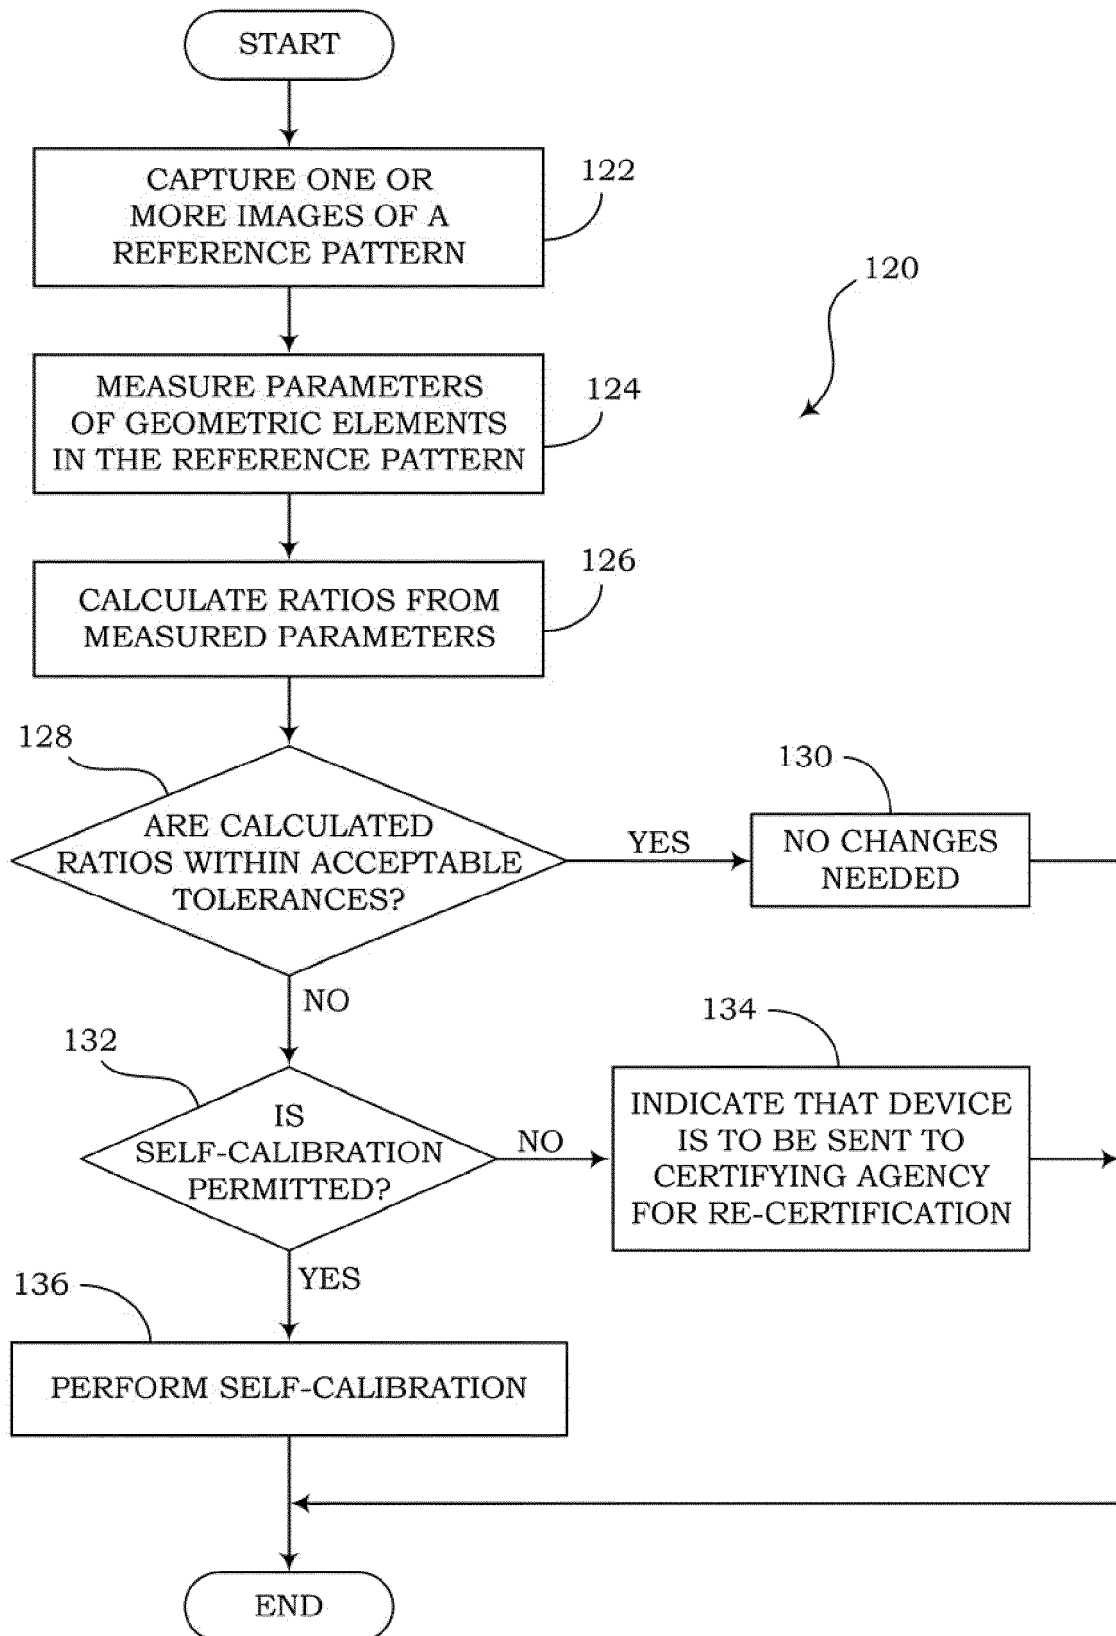 START
CAPTURE ONE OR
MORE IMAGES OF A
REFERENCE PATTERN
122
120
MEASURE PARAMETERS
OF GEOMETRIC ELEMENTS
IN THE REFERENCE PATTERN
124
CALCULATE RATIOS FROM
MEASURED PARAMETERS
126
128
ARE CALCULATED
RATIOS WITHIN ACCEPTABLE
TOLERANCES?
YES
130
NO CHANGES
NEEDED
NO
132
IS
SELF-CALIBRATION
PERMITTED?
NO
134
INDICATE THAT DEVICE
IS TO BE SENT TO
CERTIFYING AGENCY
FOR RE-CERTIFICATION
YES
136
PERFORM SELF-CALIBRATION
END